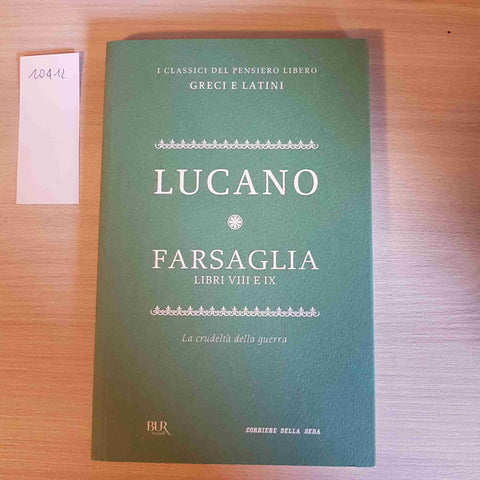 10412
I CLASSICI DEL PENSIERO LIBERO
GRECI E LATINI
LUCANO
FARSAGLIA
LIBRI VIII E IX
La crudeltà della guerra
BUR
CORRIERE DELLA SERA